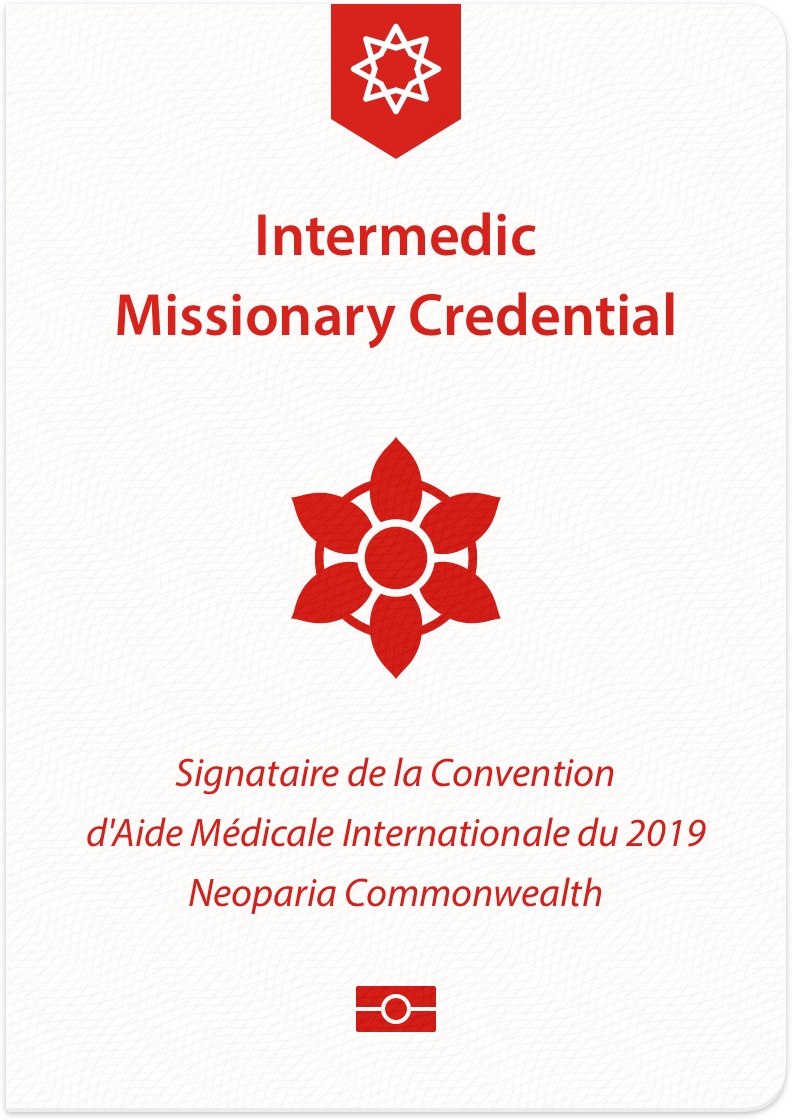 Intermedic
Missionary Credential
Signataire de la Convention
d'Aide Médicale Internationale du 2019
Neoparia Commonwealth